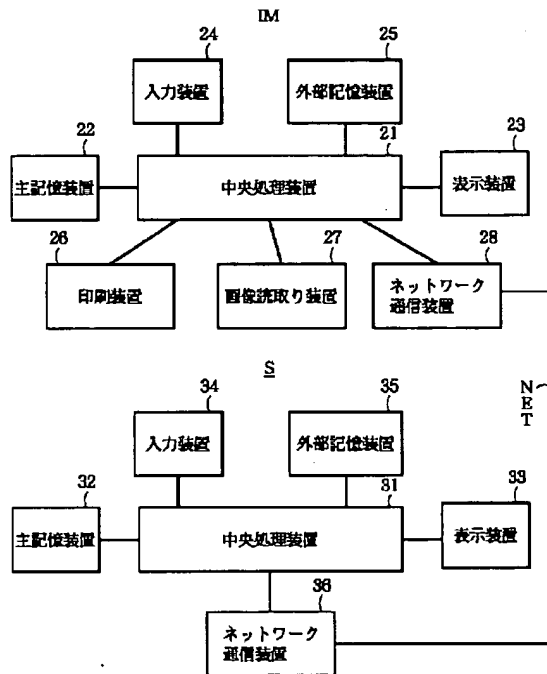 IM
24
25
入力装置
外部記憶装置
22
21
23
主記憶装置
中央処理装置
表示装置
26
27
28
印刷装置
画像読取り装置
ネットワーク
通信装置
S
34
35
N
E
T
入力装置
外部記憶装置
32
31
33
主記憶装置
中央処理装置
表示装置
36
ネットワーク
通信装置